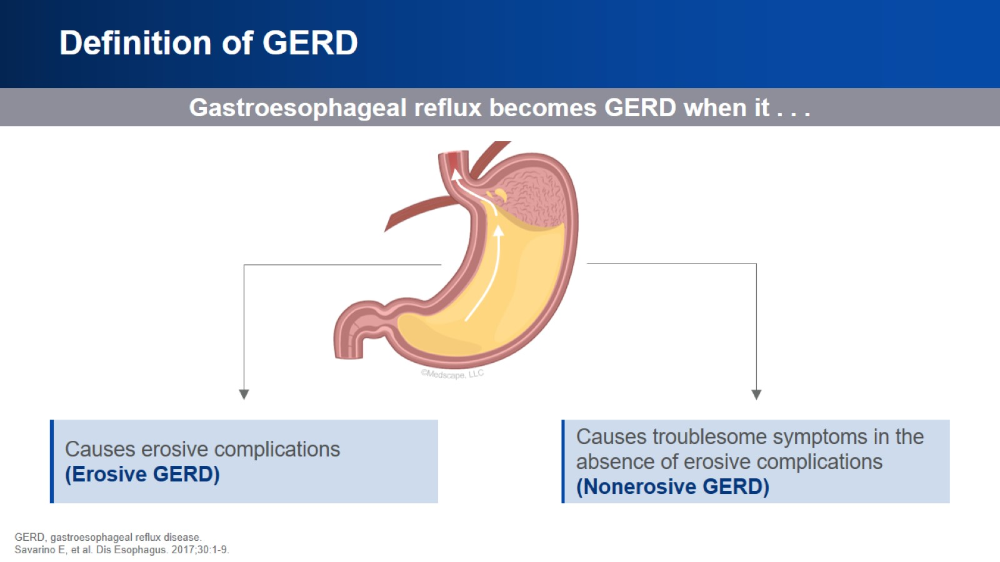 Definition of GERD
Gastroesophageal reflux becomes GERD when it . . .
©Medscape, LLC
Causes erosive complications
(Erosive GERD)
Causes troublesome symptoms in the
absence of erosive complications
(Nonerosive GERD)
GERD, gastroesophageal reflux disease.
Savarino E, et al. Dis Esophagus. 2017;30:1-9.